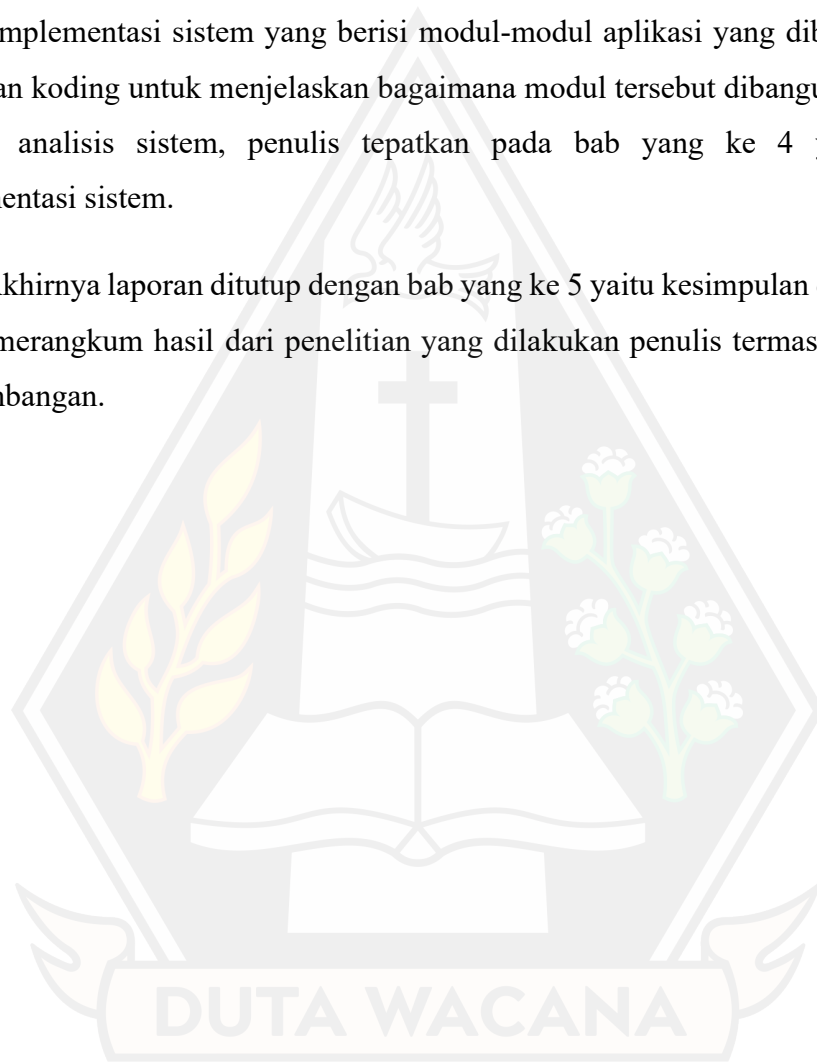 mplementasi sistem yang berisi modul-modul aplikasi yang dib
an koding untuk menjelaskan bagaimana modul tersebut dibangu
analisis sistem, penulis tepatkan pada bab yang ke 4
entasi sistem.
khirnya laporan ditutup dengan bab yang ke 5 yaitu kesimpulan
merangkum hasil dari penelitian yang dilakukan penulis termas
bangan.
DUTA WACANA